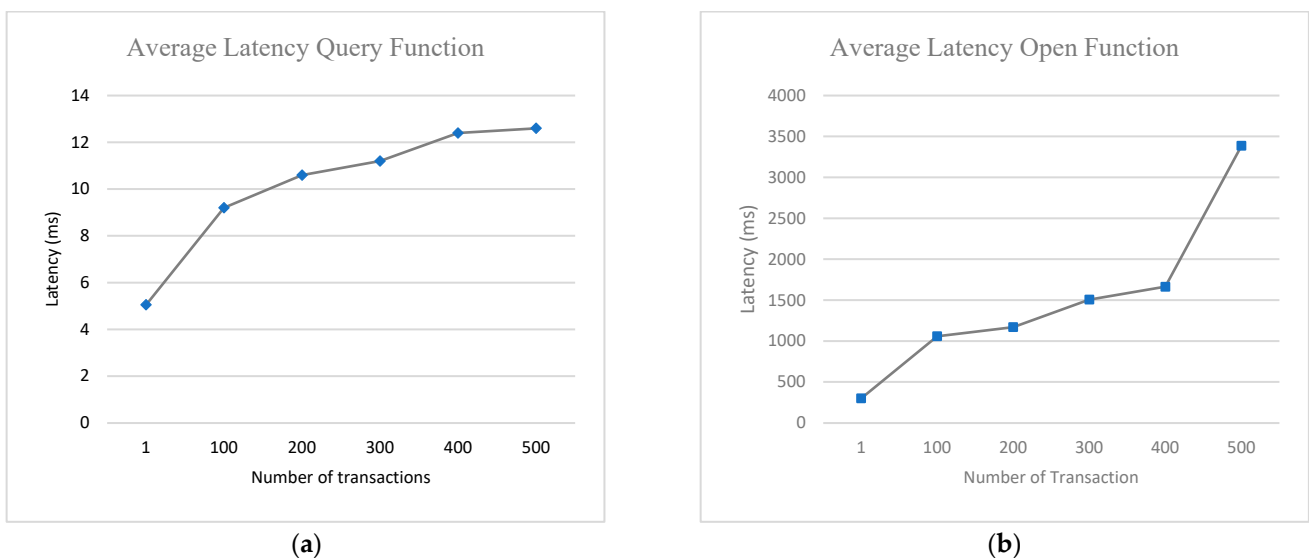 Average Latency Query Function
14
12
10
8
6
4
2
0
Latency (ms)
1 100 200 300 400 500
Number of transactions
(a)
Average Latency Open Function
4000
3500
3000
2500
2000
1500
1000
500
0
Latency (ms)
1 100 200 300 400 500
Number of Transaction
(b)